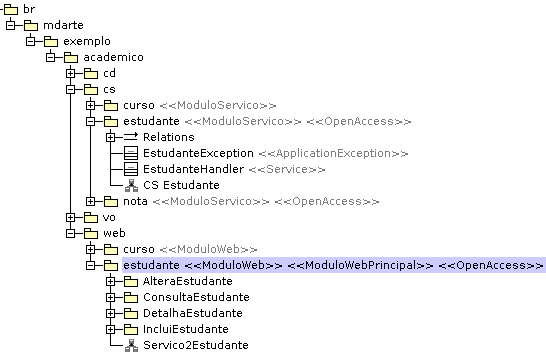 br
mdarte
exemplo
academico
cd
cs
curso <<ModuloServico>>
estudante <<ModuloServico>> <<OpenAccess>>
Relations
EstudanteException <<ApplicationException>>
EstudanteHandler <<Service>>
CS Estudante
nota <<ModuloServico>> <<OpenAccess>>
vo
web
curso <<ModuloWeb>>
estudante <<ModuloWeb>> <<ModuloWebPrincipal>> <<OpenAccess>>
AlteraEstudante
ConsultaEstudante
DetalhaEstudante
IncluiEstudante
Servico2Estudante